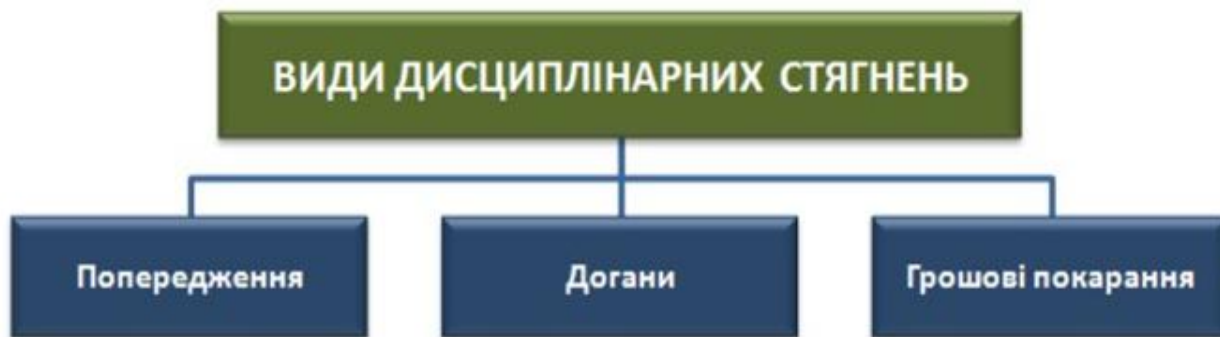 ВИДИ ДИСЦИПЛІНАРНИХ СТЯГНЕНЬ
Попередження
Догани
Грошові покарання